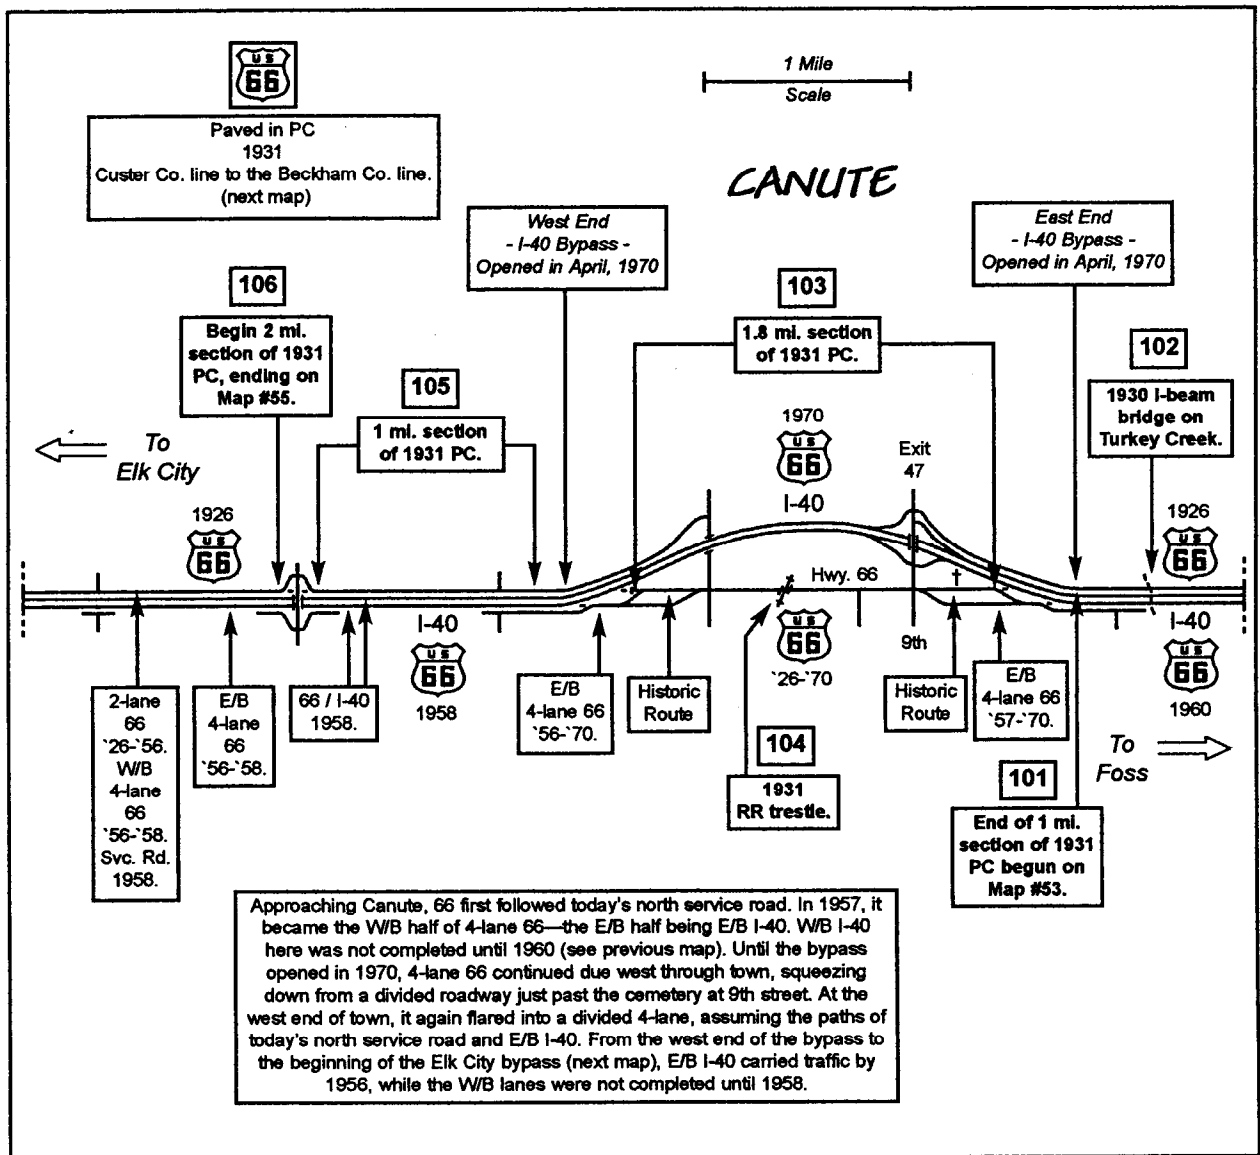 US
66
Paved in PC
1931
Custer Co. line to the Beckham Co. line.
(next map)
1 Mile
Scale
CANUTE
West End
- I-40 Bypass -
Opened in April, 1970
East End
- I-40 Bypass -
Opened in April, 1970
106
Begin 2 mi.
section of 1931
PC, ending on
Map #55.
105
1 mi. section
of 1931 PC.
103
1.8 mi. section
of 1931 PC.
102
1930 I-beam
bridge on
Turkey Creek.
To
Elk City
1926
US
66
1970
US
66
I-40
Exit
47
1926
US
66
Hwy. 66
I-40
US
66
1958
US
66
`26-`70
9th
I-40
US
66
1960
2-lane
66
`26-`56.
W/B
4-lane
66
`56-`58.
Svc. Rd.
1958.
E/B
4-lane
66
`56-`58.
66 / I-40
1958.
E/B
4-lane 66
`56-`70.
Historic
Route
104
1931
RR trestle.
Historic
Route
E/B
4-lane 66
`57-`70.
To
Foss
101
End of 1 mi.
section of 1931
PC begun on
Map #53.
Approaching Canute, 66 first followed today's north service road. In 1957, it
became the W/B half of 4-lane 66—the E/B half being E/B I-40. W/B I-40
here was not completed until 1960 (see previous map). Until the bypass
opened in 1970, 4-lane 66 continued due west through town, squeezing
down from a divided roadway just past the cemetery at 9th street. At the
west end of town, it again flared into a divided 4-lane, assuming the paths of
today's north service road and E/B I-40. From the west end of the bypass to
the beginning of the Elk City bypass (next map), E/B I-40 carried traffic by
1956, while the W/B lanes were not completed until 1958.